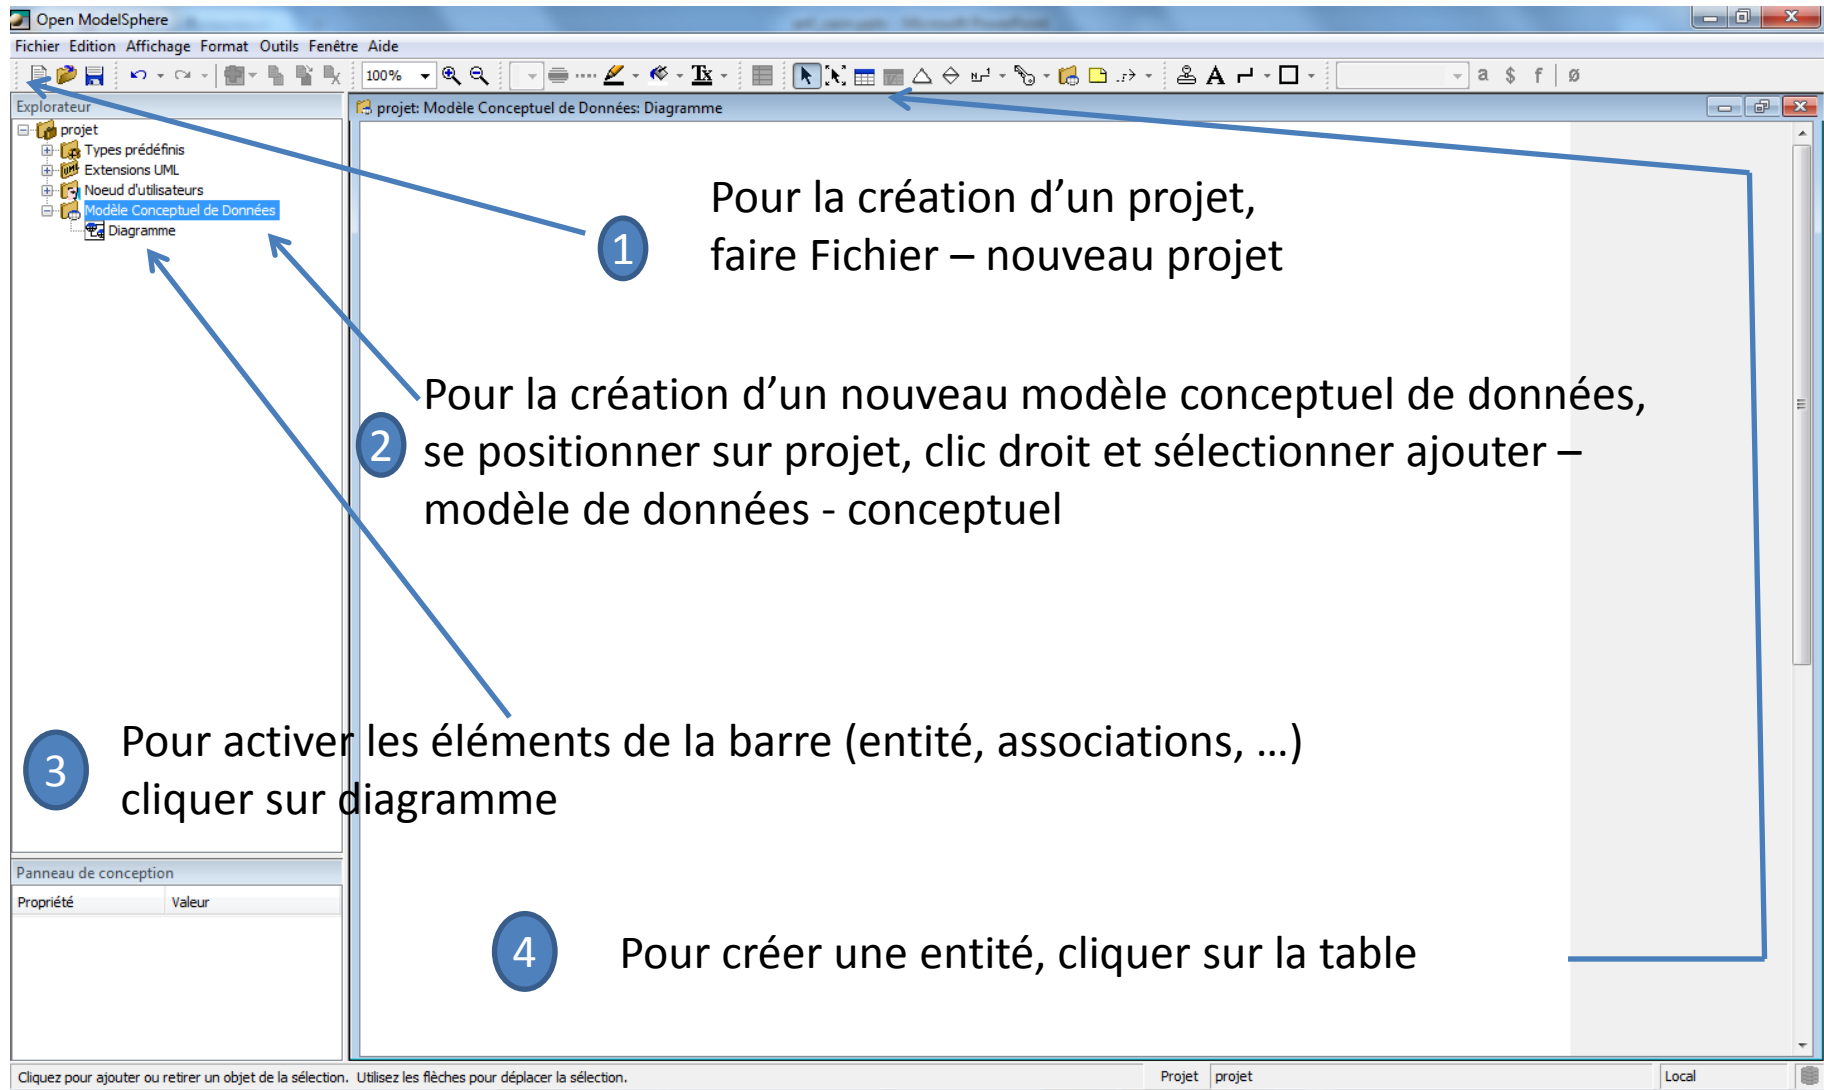 Open ModelSphere
Fichier Edition Affichage Format Outils Fenêtre Aide
100%
Tx
A
a $ f ø
Explorateur
projet: Modèle Conceptuel de Données: Diagramme
projet
Types prédéfinis
Extensions UML
Noeud d'utilisateurs
Modèle Conceptuel de Données
Diagramme
1
Pour la création d’un projet,
faire Fichier – nouveau projet
2
Pour la création d’un nouveau modèle conceptuel de données,
se positionner sur projet, clic droit et sélectionner ajouter –
modèle de données - conceptuel
3
Pour activer les éléments de la barre (entité, associations, …)
cliquer sur diagramme
Panneau de conception
Propriété Valeur
4
Pour créer une entité, cliquer sur la table
Cliquez pour ajouter ou retirer un objet de la sélection. Utilisez les flèches pour déplacer la sélection.
Projet projet
Local